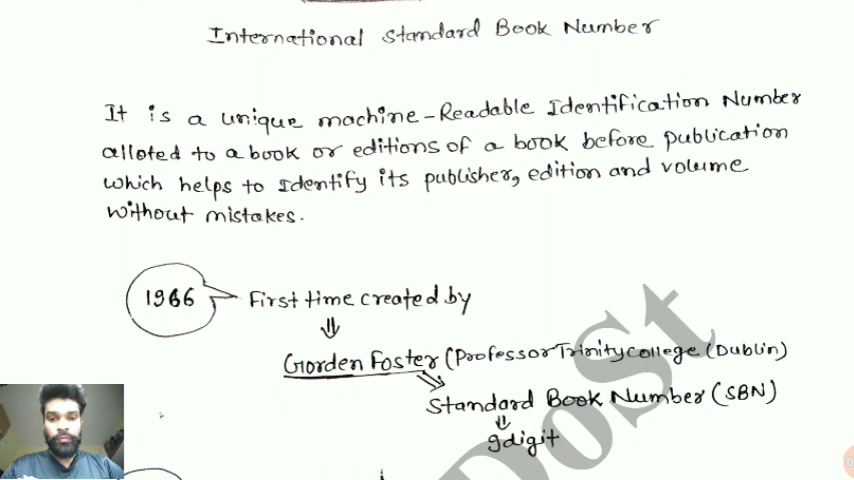 International Standard Book Number
It is a unique machine-Readable Identification Number
alloted to a book or editions of a book before publication
which helps to Identify its publisher, edition and volume
without mistakes.
1966 First time created by
⇓
Gorden Foster (Professor Trinity college (Dublin)
Standard Book Number (SBN)
⇓
9digit
DoSt